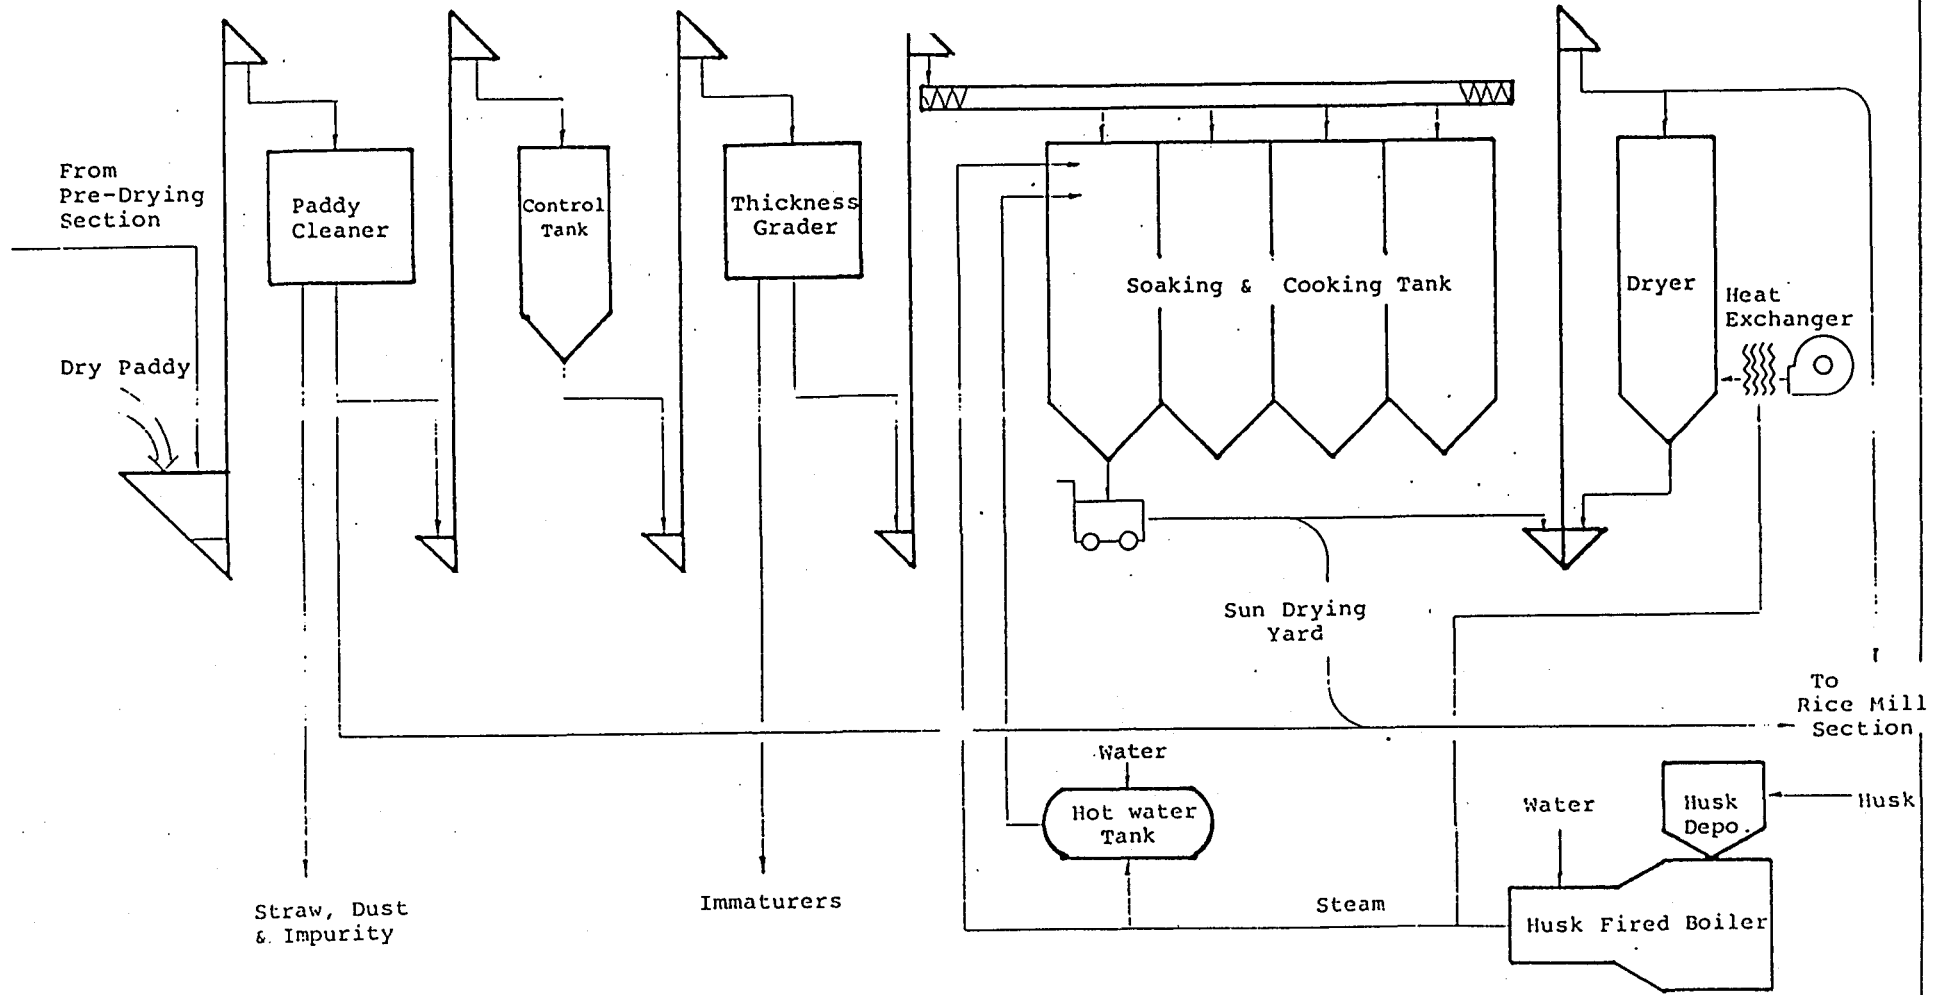 From
Pre-Drying
Section
Dry Paddy
Paddy
Cleaner
Control
Tank
Thickness
Grader
Soaking & Cooking Tank
Dryer
Heat
Exchanger
Sun Drying
Yard
To
Rice Mill
Section
Water
Hot water
Tank
Water
Husk
Depo.
Husk
Straw, Dust
& Impurity
Immaturers
Steam
Husk Fired Boiler